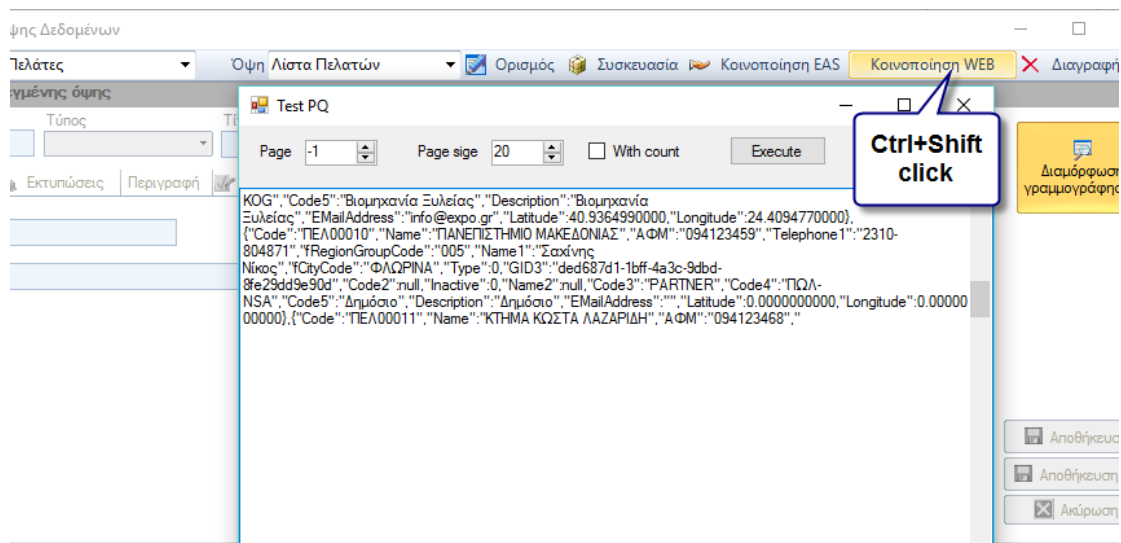 ψης Δεδομένων
Πελάτες Όψη Λίστα Πελατών Ορισμός Συσκευασία Κοινοποίηση EAS Κοινοποίηση WEB Διαγραφή
εγμένης όψης
Test PQ
Τύπος Τί
Page -1 Page sige 20 With count Execute
Ctrl+Shift
click
Διαμόρφωση
γραμμογράφησ
Εκτυπώσεις Περιγραφή
KOG","Code5":"Βιομηχανία Ξυλείας","Description":"Βιομηχανία
Ξυλείας","EMailAddress":"info@expo.gr","Latitude":40.9364990000,"Longitude":24.4094770000},
{"Code":"ΠΕΛ00010","Name":"ΠΑΝΕΠΙΣΤΗΜΙΟ ΜΑΚΕΔΟΝΙΑΣ","ΑΦΜ":"094123459","Telephone1":"2310-
804871","fRegionGroupCode":"005","Name1":"Σαχίνης
Νίκος","fCityCode":"ΦΛΩΡΙΝΑ","Type":0,"GID3":"ded687d1-1bff-4a3c-9dbd-
8fe29dd9e90d","Code2":null,"Inactive":0,"Name2":null,"Code3":"PARTNER","Code4":"ΠΩΛ-
NSA","Code5":"Δημόσιο","Description":"Δημόσιο","EMailAddress":"","Latitude":0.0000000000,"Longitude":0.00000
00000},{"Code":"ΠΕΛ00011","Name":"ΚΤΗΜΑ ΚΩΣΤΑ ΛΑΖΑΡΙΔΗ","ΑΦΜ":"094123468","
Αποθήκευσ
Αποθήκευση
Ακύρωση